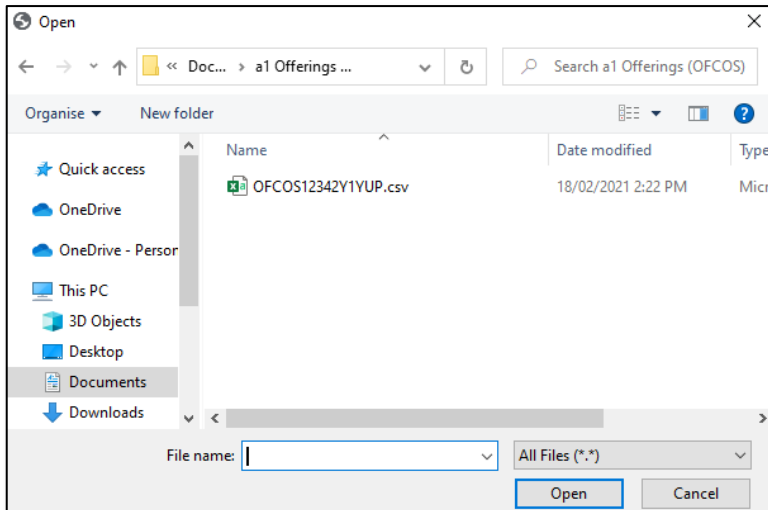 Open
« Doc... › a1 Offerings ...
Search a1 Offerings (OFCOS)
Organise
New folder
Name
Date modified
Type
Quick access
OFCOS12342Y1YUP.csv
18/02/2021 2:22 PM
Micr
OneDrive
OneDrive - Person
This PC
3D Objects
Desktop
Documents
Downloads
File name:
All Files (*.*)
Open
Cancel